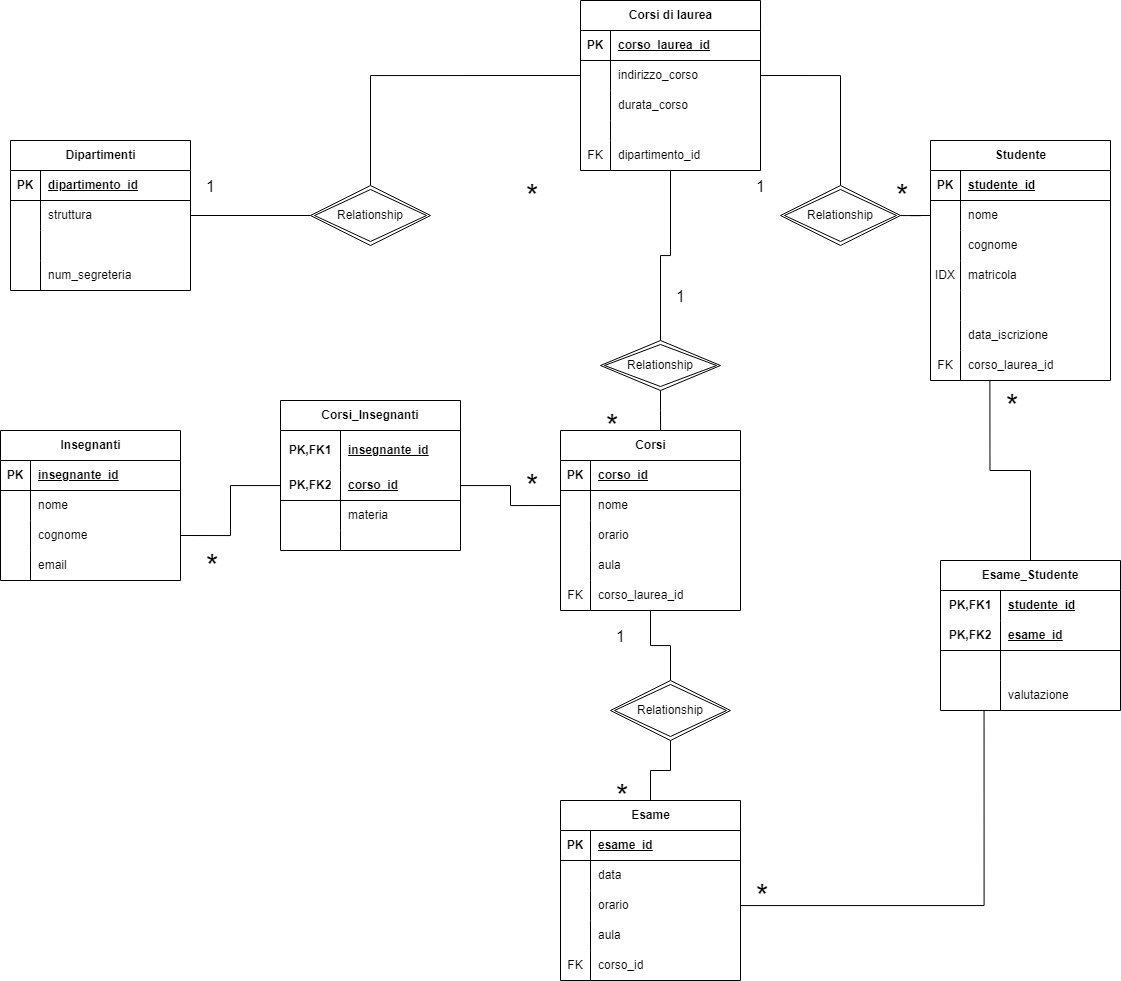 Corsi di laurea
PK corso_laurea_id
indirizzo_corso
durata_corso
FK dipartimento_id
Dipartimenti
PK dipartimento_id
struttura
num_segreteria
1
Relationship
*
1
Relationship
*
Studente
PK studente_id
nome
cognome
IDX matricola
data_iscrizione
FK corso_laurea_id
*
1
Relationship
*
Insegnanti
PK insegnante_id
nome
cognome
email
*
Corsi_Insegnanti
PK,FK1 insegnante_id
PK,FK2 corso_id
materia
*
Corsi
PK corso_id
nome
orario
aula
FK corso_laurea_id
1
Relationship
*
Esame_Studente
PK,FK1 studente_id
PK,FK2 esame_id
valutazione
Esame
PK esame_id
data
orario
aula
FK corso_id
*